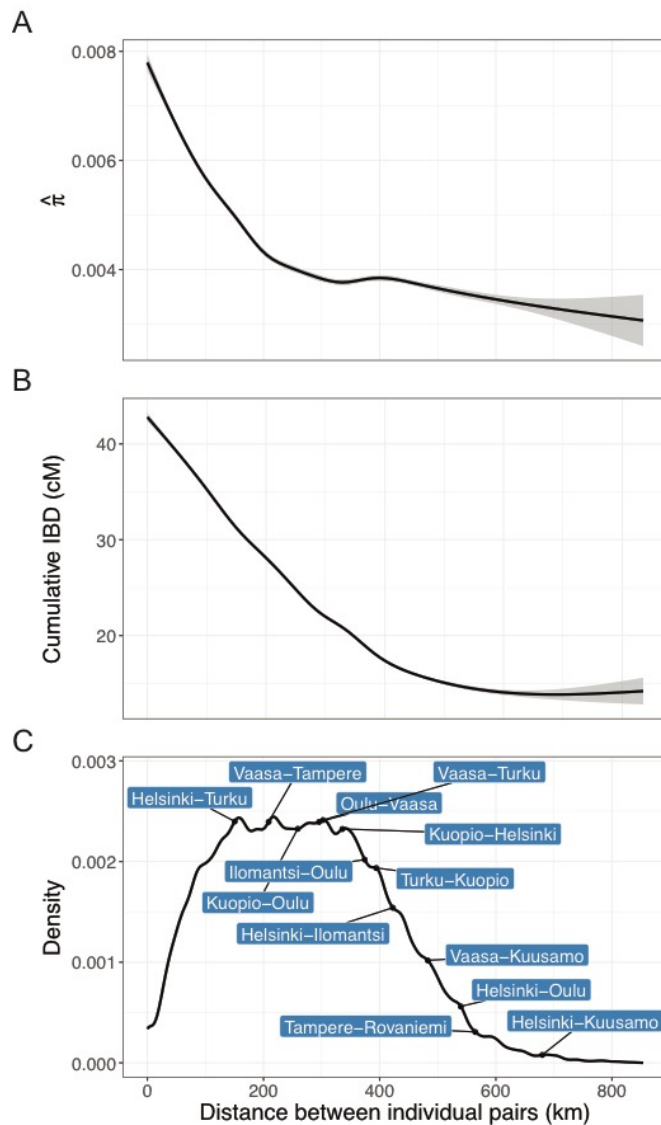 A
0.008
0.006
0.004
π̂
B
40
30
20
Cumulative IBD (cM)
C
0.003
0.002
0.001
0.000
Density
Vaasa–Tampere
Vaasa–Turku
Helsinki–Turku
Oulu–Vaasa
Kuopio–Helsinki
Ilomantsi–Oulu
Turku–Kuopio
Kuopio–Oulu
Helsinki–Ilomantsi
Vaasa–Kuusamo
Helsinki–Oulu
Helsinki–Kuusamo
Tampere–Rovaniemi
0 200 400 600 800
Distance between individual pairs (km)